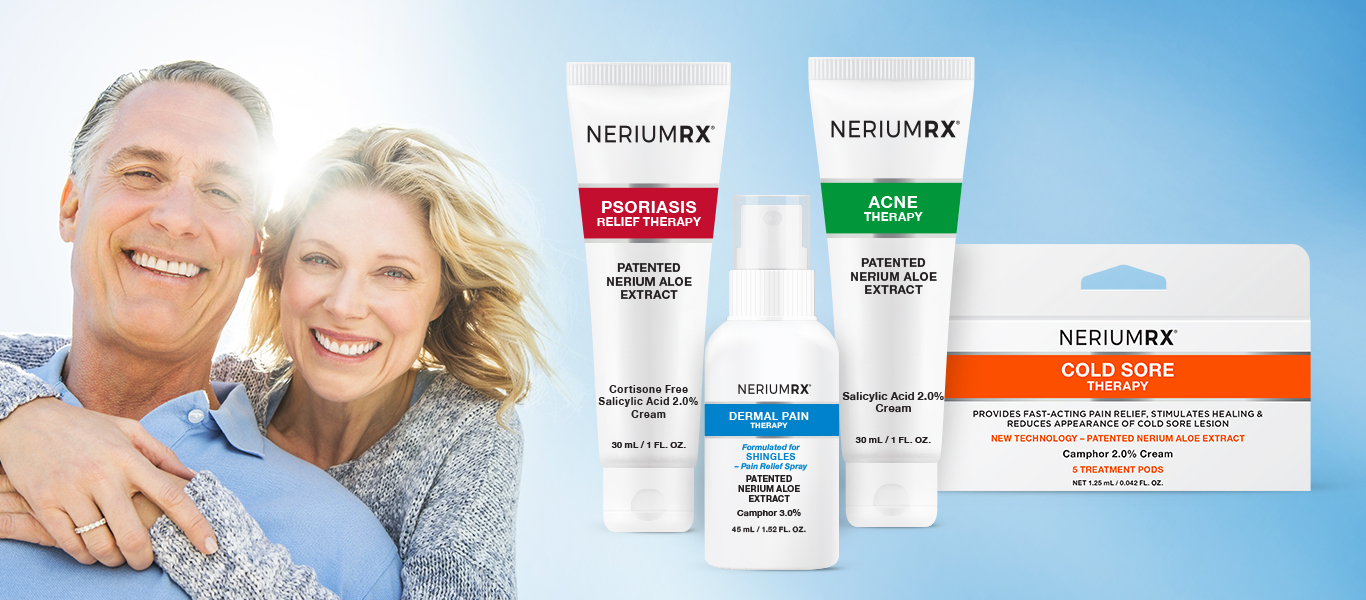 NERIUMRX®
PSORIASIS
RELIEF THERAPY
PATENTED
NERIUM ALOE
EXTRACT
Cortisone Free
Salicylic Acid 2.0%
Cream
30 mL / 1 FL. OZ.
NERIUMRX®
DERMAL PAIN
THERAPY
Formulated for
SHINGLES
– Pain Relief Spray
PATENTED
NERIUM ALOE
EXTRACT
Camphor 3.0%
45 mL / 1.52 FL. OZ.
NERIUMRX®
ACNE
THERAPY
PATENTED
NERIUM ALOE
EXTRACT
Salicylic Acid 2.0%
Cream
30 mL / 1 FL. OZ.
NERIUMRX®
COLD SORE
THERAPY
PROVIDES FAST-ACTING PAIN RELIEF, STIMULATES HEALING &
REDUCES APPEARANCE OF COLD SORE LESION
NEW TECHNOLOGY – PATENTED NERIUM ALOE EXTRACT
Camphor 2.0% Cream
5 TREATMENT PODS
NET 1.25 mL / 0.042 FL. OZ.